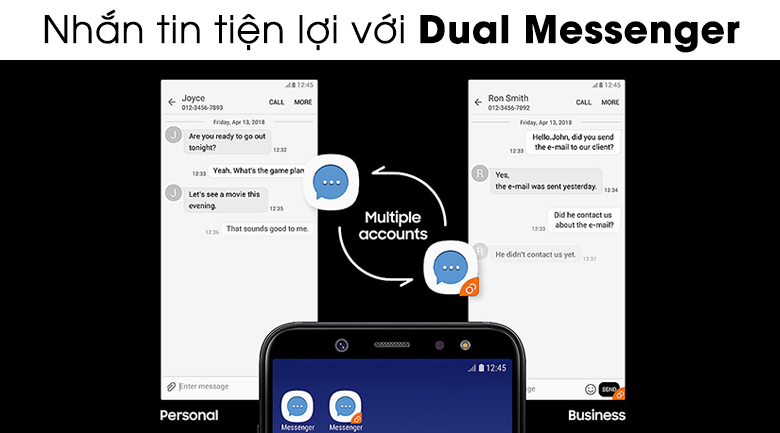 Nhắn tin tiện lợi với Dual Messenger
12:45
Joyce
012-3456-7893
CALL MORE
Friday, Apr 13, 2018
J
Are you ready to go out
tonight?
12:32
12:33
Yeah. What's the game plan
J
Let's see a movie this
evening.
12:35
12:36
That sounds good to me.
Enter message
Personal
Multiple
accounts
12:45
Ron Smith
012-3456-7892
CALL MORE
Friday, Apr 13, 2018
Hello.John, did you send
the e-mail to our client?
12:33
R
Yes,
the e-mail was sent yesterday.
12:34
Did he contact us
about the e-mail?
12:33
R
He didn't contact us yet.
12:37
ge
SEND
Business
12:45
Messenger
Messenger